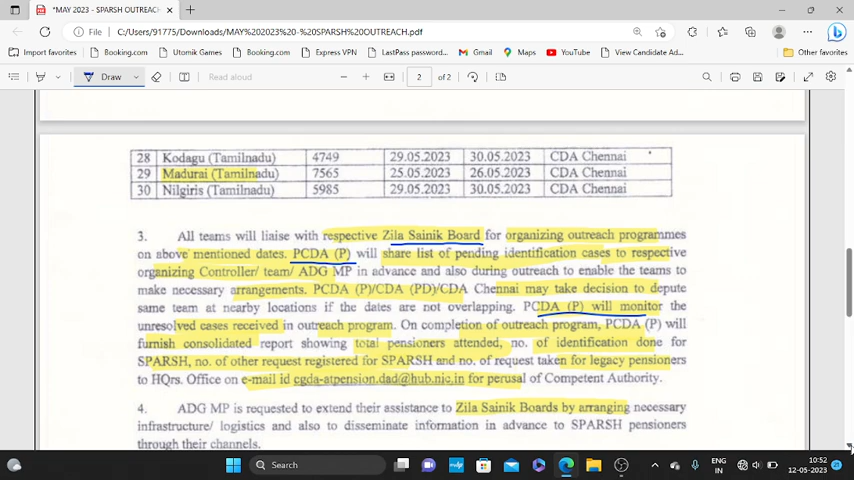 *MAY 2023 - SPARSH OUTREACH.p
File C:/Users/91775/Downloads/MAY%202023%20-%20SPARSH%20OUTREACH.pdf
Import favorites Booking.com Utomik Games Booking.com Express VPN LastPass password... Gmail Maps YouTube View Candidate Ad... Other favorites
Draw Read aloud 2 of 2
28 Kodagu (Tamilnadu) 4749 29.05.2023 30.05.2023 CDA Chennai
29 Madurai (Tamilnadu) 7565 25.05.2023 26.05.2023 CDA Chennai
30 Nilgiris (Tamilnadu) 5985 29.05.2023 30.05.2023 CDA Chennai
3. All teams will liaise with respective Zila Sainik Board for organizing outreach programmes
on above mentioned dates. PCDA (P) will share list of pending identification cases to respective
organizing Controller/ team/ ADG MP in advance and also during outreach to enable the teams to
make necessary arrangements. PCDA (P)/CDA (PD)/CDA Chennai may take decision to depute
same team at nearby locations if the dates are not overlapping. PCDA (P) will monitor the
unresolved cases received in outreach program. On completion of outreach program, PCDA (P) will
furnish consolidated report showing total pensioners attended, no. of identification done for
SPARSH, no. of other request registered for SPARSH and no. of request taken for legacy pensioners
to HQrs. Office on e-mail id cgda-atpension.dad@hub.nic.in for perusal of Competent Authority.
4. ADG MP is requested to extend their assistance to Zila Sainik Boards by arranging necessary
infrastructure/ logistics and also to disseminate information in advance to SPARSH pensioners
through their channels.
Search ENG IN 10:52 12-05-2023